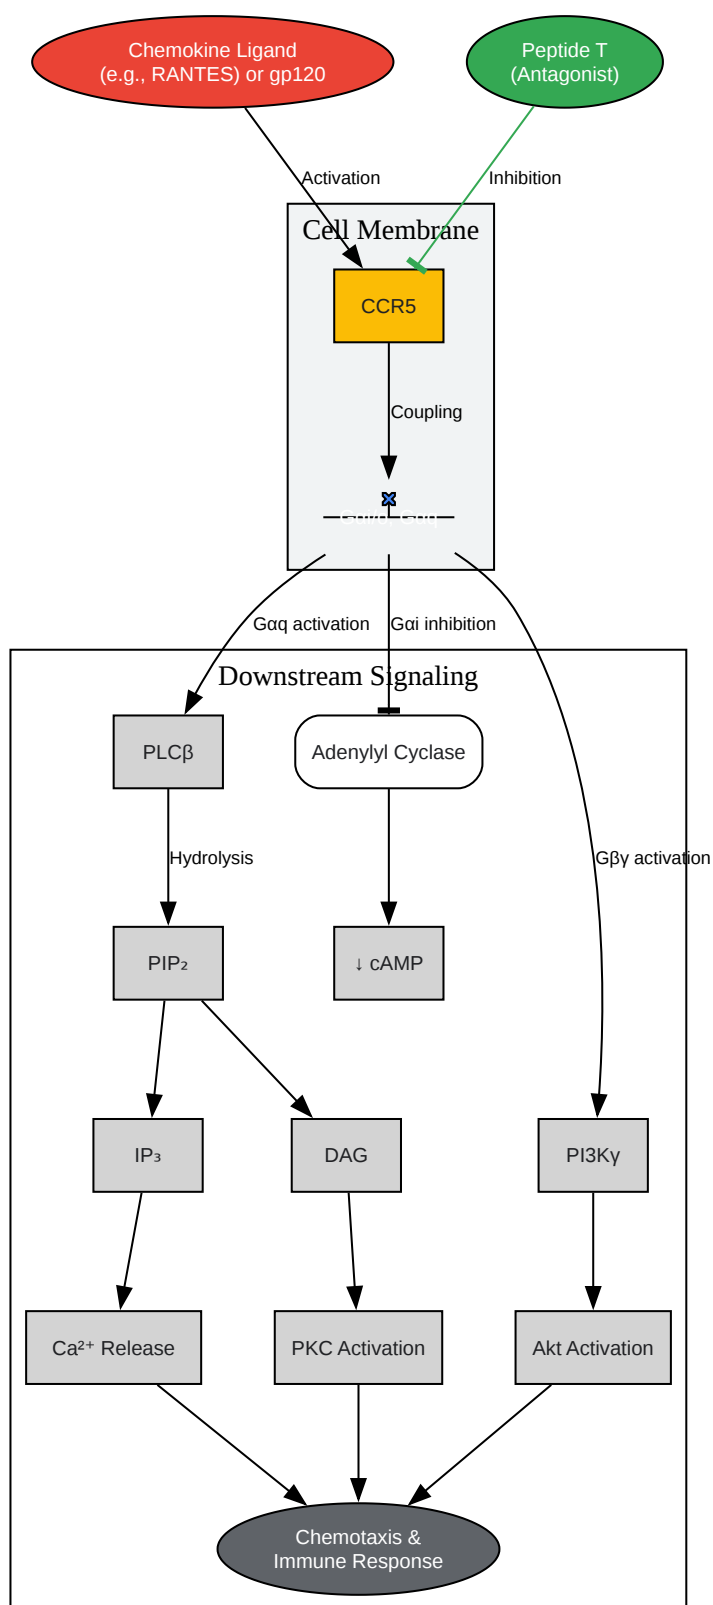 Chemokine Ligand
(e.g., RANTES) or gp120
Peptide T
(Antagonist)
Activation
Inhibition
Cell Membrane
CCR5
Coupling
Gαq activation
Gαi inhibition
Downstream Signaling
PLCβ
Adenylyl Cyclase
Hydrolysis
Gβγ activation
PIP₂
↓ cAMP
IP₃
DAG
PI3Kγ
Ca²⁺ Release
PKC Activation
Akt Activation
Chemotaxis &
Immune Response